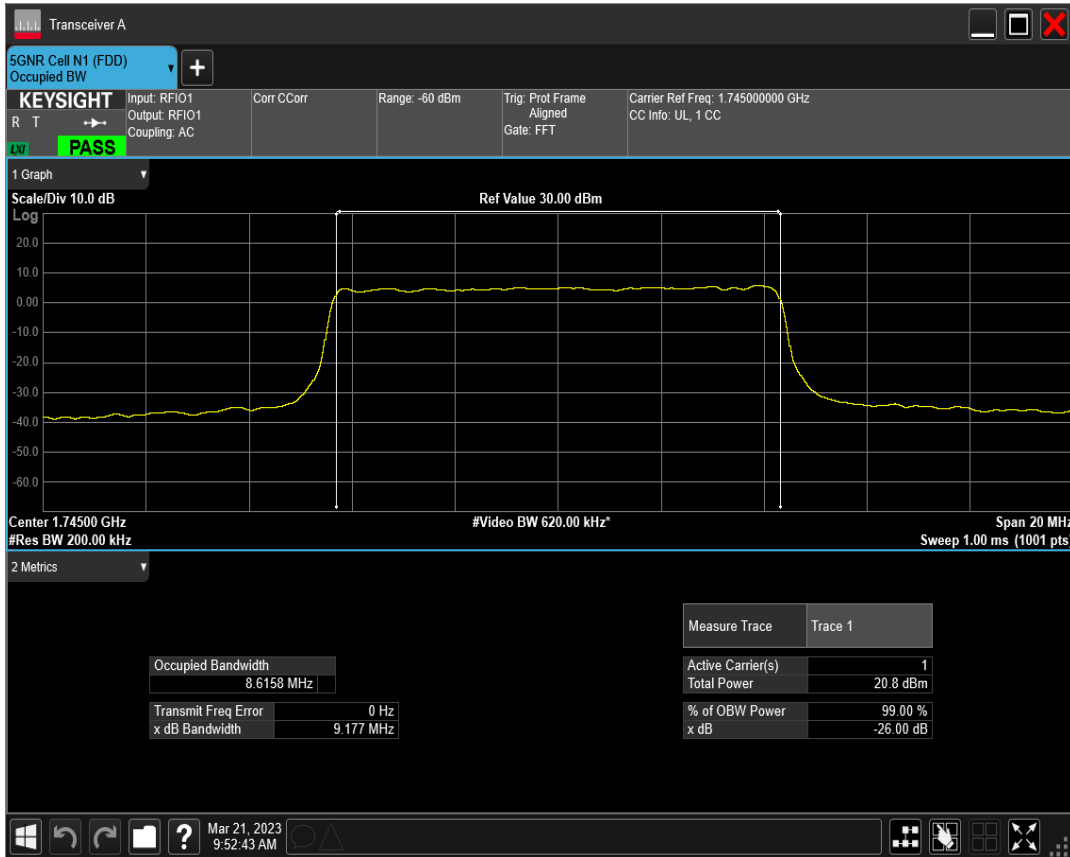 Transceiver A
5GNR Cell N1 (FDD)
Occupied BW
+
KEYSIGHT
R T
LXI
PASS
Input: RFIO1
Output: RFIO1
Coupling: AC
Corr CCorr
Range: -60 dBm
Trig: Prot Frame
Aligned
Gate: FFT
Carrier Ref Freq: 1.745000000 GHz
CC Info: UL, 1 CC
1 Graph
Scale/Div 10.0 dB
Ref Value 30.00 dBm
Log
20.0
10.0
0.00
-10.0
-20.0
-30.0
-40.0
-50.0
-60.0
Center 1.74500 GHz
#Video BW 620.00 kHz*
Span 20 MHz
#Res BW 200.00 kHz
Sweep 1.00 ms (1001 pts)
2 Metrics
Measure Trace Trace 1
Occupied Bandwidth
8.6158 MHz
Active Carrier(s) 1
Total Power 20.8 dBm
Transmit Freq Error 0 Hz
x dB Bandwidth 9.177 MHz
% of OBW Power 99.00 %
x dB -26.00 dB
?
Mar 21, 2023
9:52:43 AM